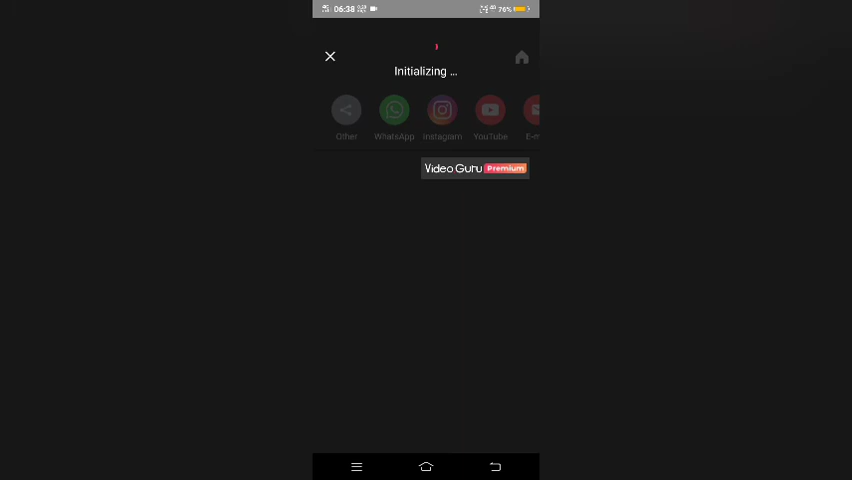 06:38
76%
Initializing ...
Other
WhatsApp
Instagram
YouTube
E-m
Video Guru Premium